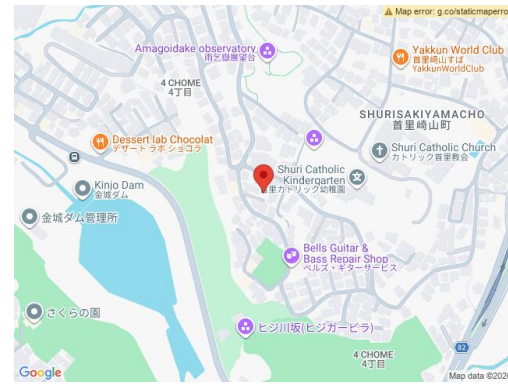 Map error: g.co/staticmaperro
Amagoidake observatory
雨乞嶽展望台
Yakkun World Club
首里崎山すば
YakkunWorldClub
4 CHOME
4丁目
SHURISAKIYAMACHO
首里崎山町
Dessert lab Chocolat
デザート ラボ ショコラ
Shuri Catholic Church
カトリック首里教会
Shuri Catholic
Kindergarten
首里カトリック幼稚園
Kinjo Dam
金城ダム
金城ダム管理所
Bells Guitar &
Bass Repair Shop
ベルズ・ギターサービス
さくらの園
ヒジ川坂(ヒジガービラ)
82
4 CHOME
4丁目
Google
Map data ©2020